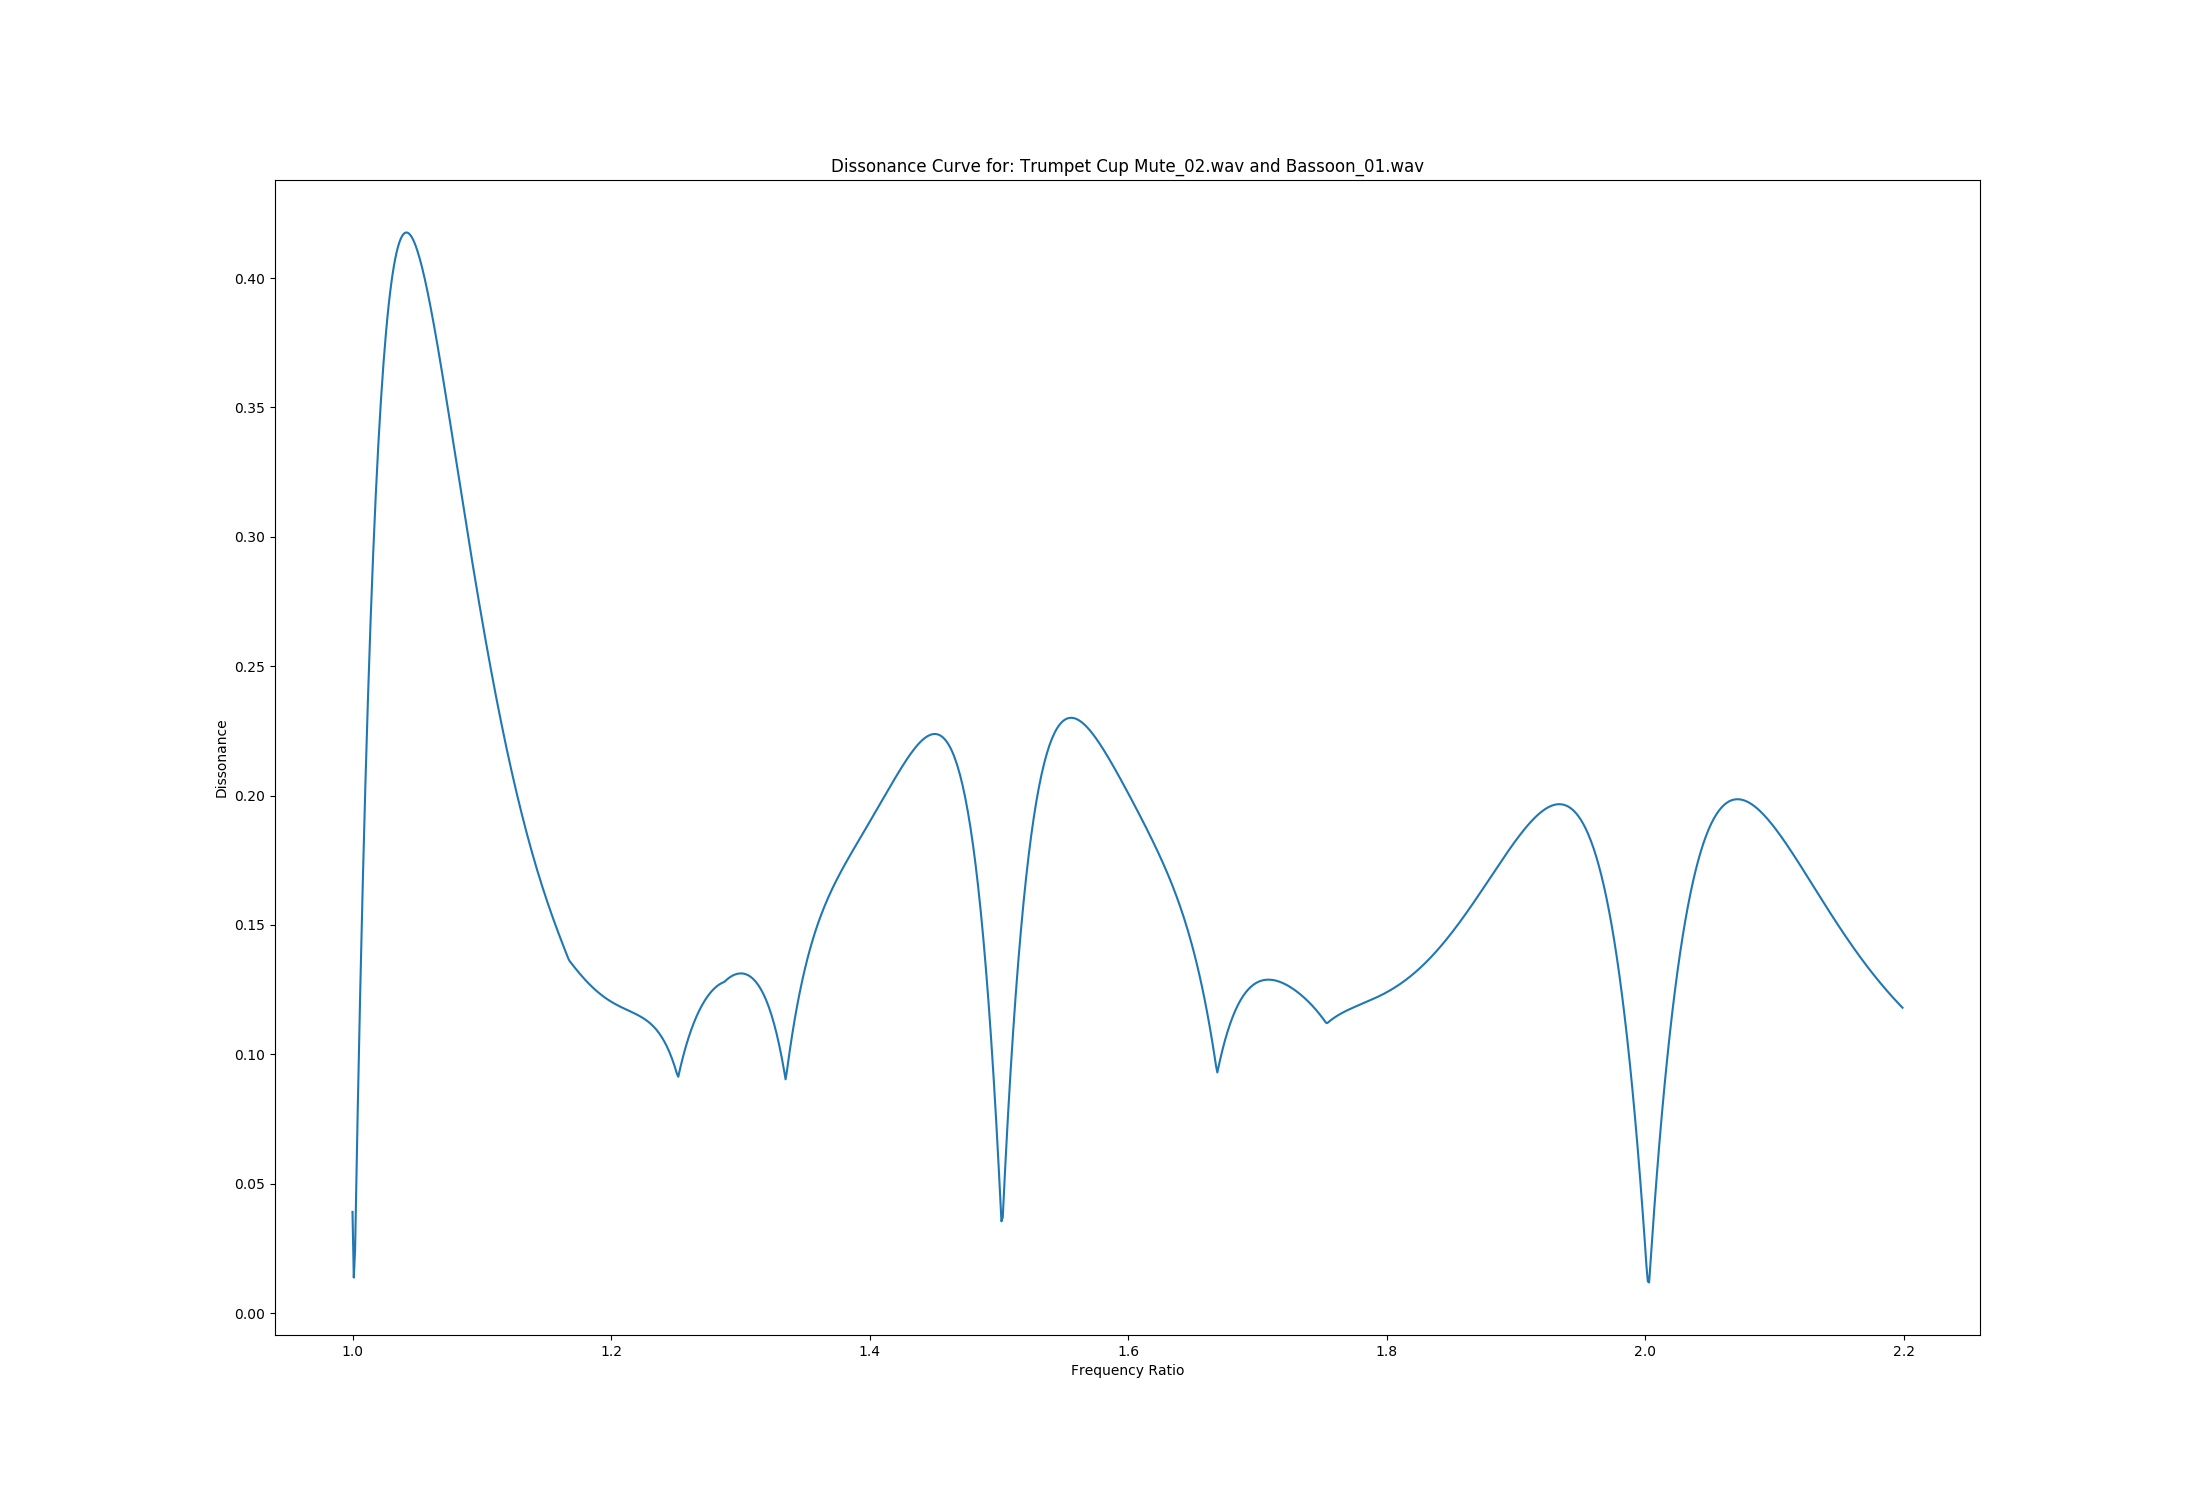 Dissonance Curve for: Trumpet Cup Mute_02.wav and Bassoon_01.wav
0.40
0.35
0.30
0.25
0.20
0.15
0.10
0.05
0.00
Dissonance
1.0 1.2 1.4 1.6 1.8 2.0 2.2
Frequency Ratio